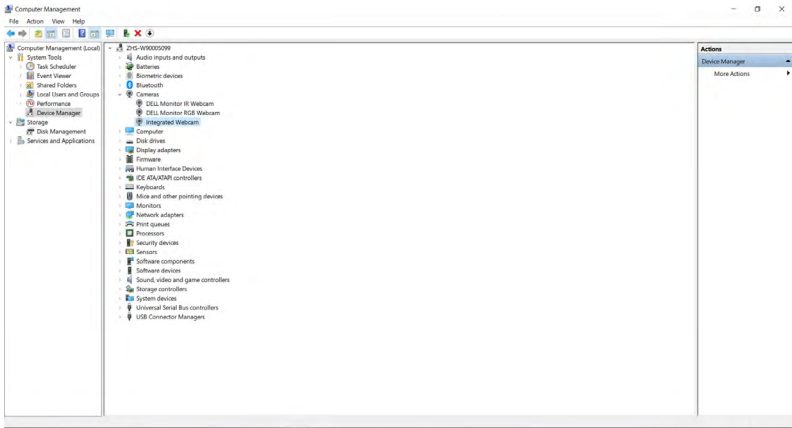 Computer Management
File Action View Help
Computer Management (Local)
System Tools
Task Scheduler
Event Viewer
Shared Folders
Local Users and Groups
Performance
Device Manager
Storage
Disk Management
Services and Applications
ZHS-W90005099
Audio inputs and outputs
Batteries
Biometric devices
Bluetooth
Cameras
DELL Monitor IR Webcam
DELL Monitor RGB Webcam
Integrated Webcam
Computer
Disk drives
Display adapters
Firmware
Human Interface Devices
IDE ATA/ATAPI controllers
Keyboards
Mice and other pointing devices
Monitors
Network adapters
Print queues
Processors
Security devices
Sensors
Software components
Software devices
Sound, video and game controllers
Storage controllers
System devices
Universal Serial Bus controllers
USB Connector Managers
Actions
Device Manager
More Actions